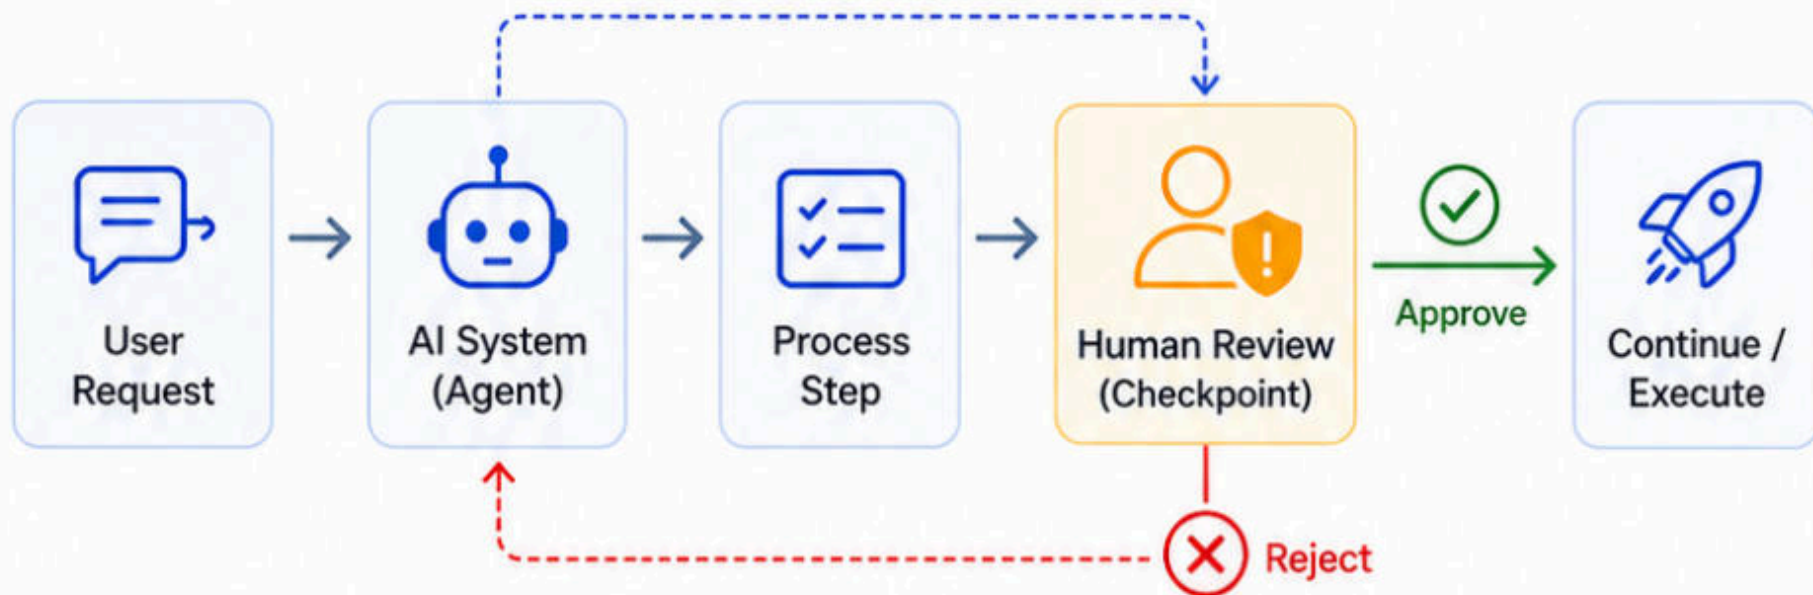 User
Request
AI System
(Agent)
Process
Step
Human Review
(Checkpoint)
Approve
Continue /
Execute
Reject